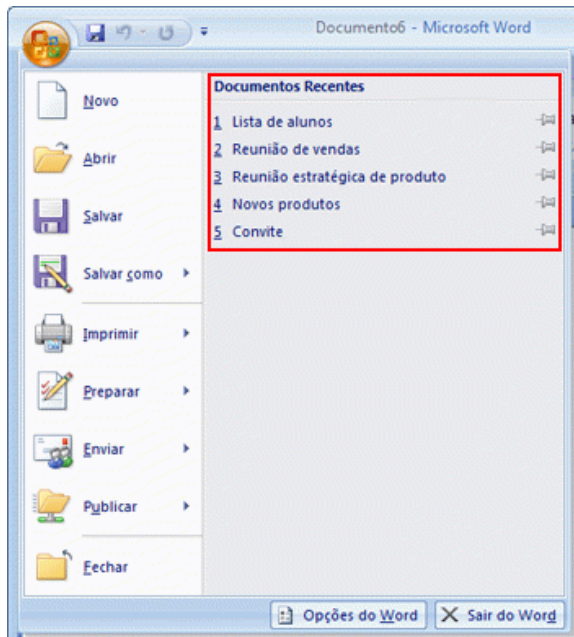 Documento6 - Microsoft Word
Novo
Abrir
Salvar
Salvar como
Imprimir
Preparar
Enviar
Publicar
Fechar
Documentos Recentes
1 Lista de alunos
2 Reunião de vendas
3 Reunião estratégica de produto
4 Novos produtos
5 Convite
Opções do Word
Sair do Word